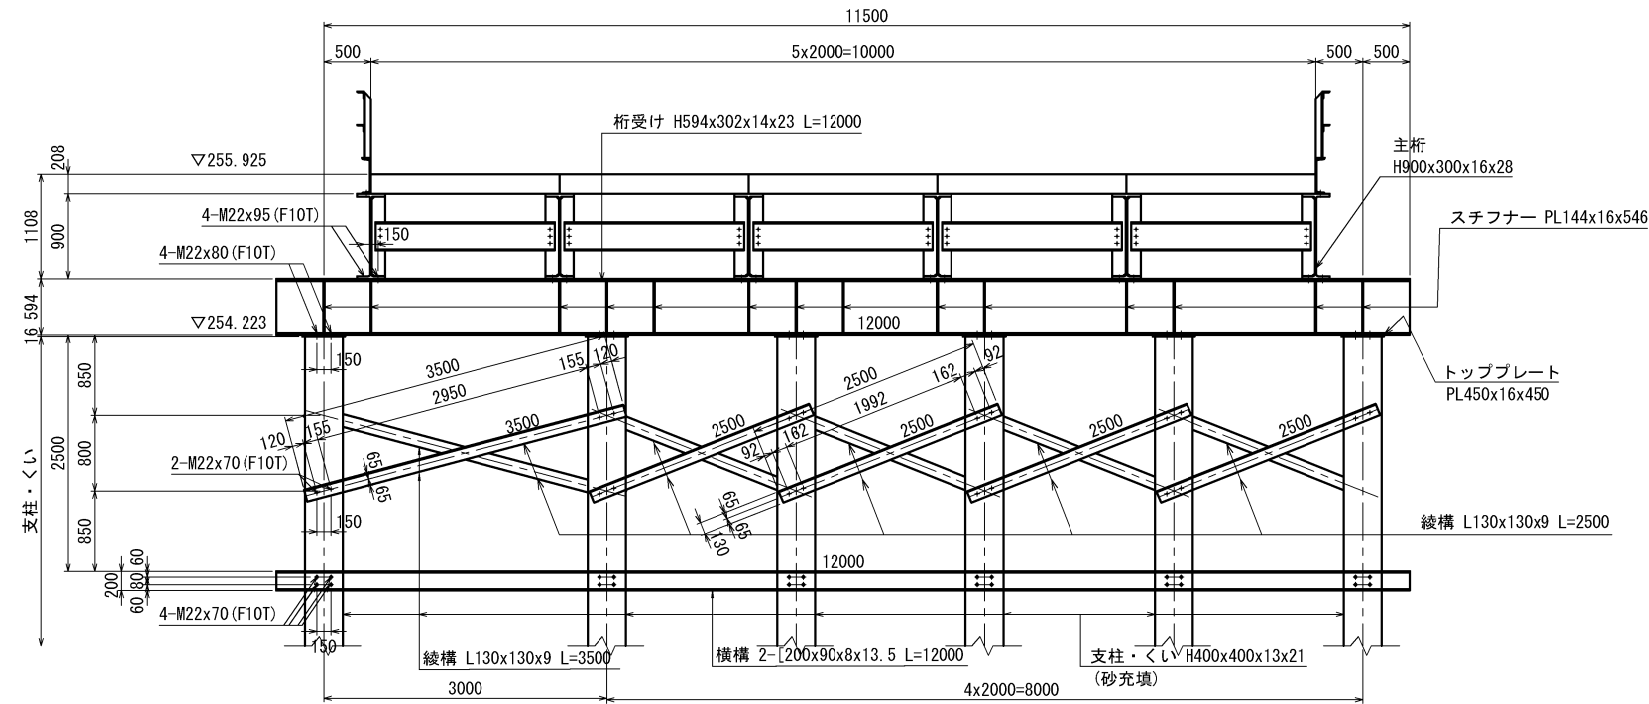 11500
500
5x2000=10000
500
500
桁受け H594x302x14x23 L=12000
主桁
H900x300x16x28
208
▽255.925
スチフナー PL144x16x546
4-M22x95(F10T)
1108
900
150
4-M22x80(F10T)
594
16
▽254.223
12000
150
850
3500
155
120
2950
2500
162
92
1992
トッププレート
PL450x16x450
3500
2500
2500
2500
2500
120
155
92
162
2-M22x70(F10T)
65
65
2500
800
支柱・くい
150
65
65
130
850
綾構 L130x130x9 L=2500
12000
60
200
80
60
4-M22x70(F10T)
150
綾構 L130x130x9 L=3500
横構 2-[200x90x8x13.5 L=12000
支柱・くい H400x400x13x21
(砂充填)
3000
4x2000=8000